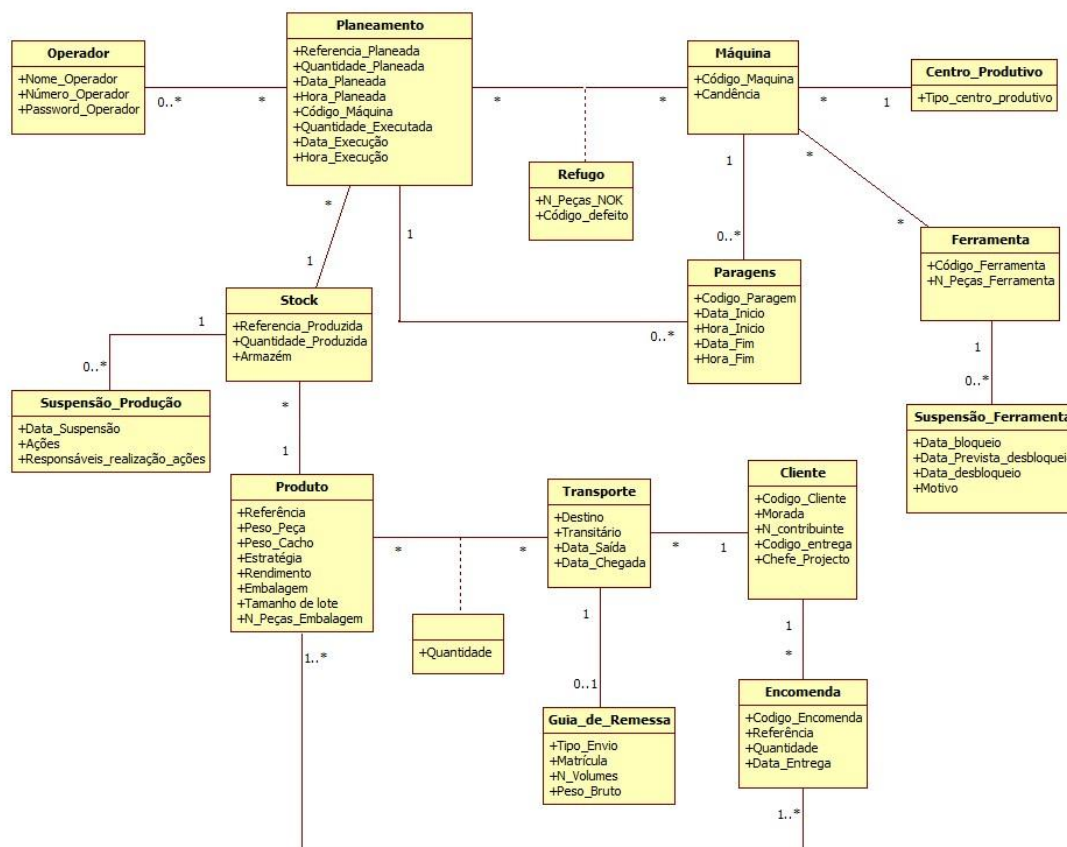 Operador
+Nome_Operador
+Número_Operador
+Password_Operador
0..*
*
Planeamento
+Referencia_Planeada
+Quantidade_Planeada
+Data_Planeada
+Hora_Planeada
+Código_Máquina
+Quantidade_Executada
+Data_Execução
+Hora_Execução
*
*
Máquina
+Código_Maquina
+Candência
*
1
Centro_Produtivo
+Tipo_centro_produtivo
Refugo
+N_Peças_NOK
+Código_defeito
1
0..*
*
*
Ferramenta
+Código_Ferramenta
+N_Peças_Ferramenta
*
1
1
0..*
Paragens
+Codigo_Paragem
+Data_Inicio
+Hora_Inicio
+Data_Fim
+Hora_Fim
Stock
+Referencia_Produzida
+Quantidade_Produzida
+Armazém
1
0..*
1
0..*
Suspensão_Produção
+Data_Suspensão
+Ações
+Responsáveis_realização_ações
*
1
Suspensão_Ferramenta
+Data_bloqueio
+Data_Prevista_desbloqueio
+Data_desbloqueio
+Motivo
Produto
+Referência
+Peso_Peça
+Peso_Cacho
+Estratégia
+Rendimento
+Embalagem
+Tamanho de lote
+N_Peças_Embalagem
*
*
Transporte
+Destino
+Transitário
+Data_Saída
+Data_Chegada
*
1
Cliente
+Codigo_Cliente
+Morada
+N_contribuinte
+Codigo_entrega
+Chefe_Projecto
+Quantidade
1
0..1
1
*
1..*
Guia_de_Remessa
+Tipo_Envio
+Matrícula
+N_Volumes
+Peso_Bruto
Encomenda
+Codigo_Encomenda
+Referência
+Quantidade
+Data_Entrega
1..*